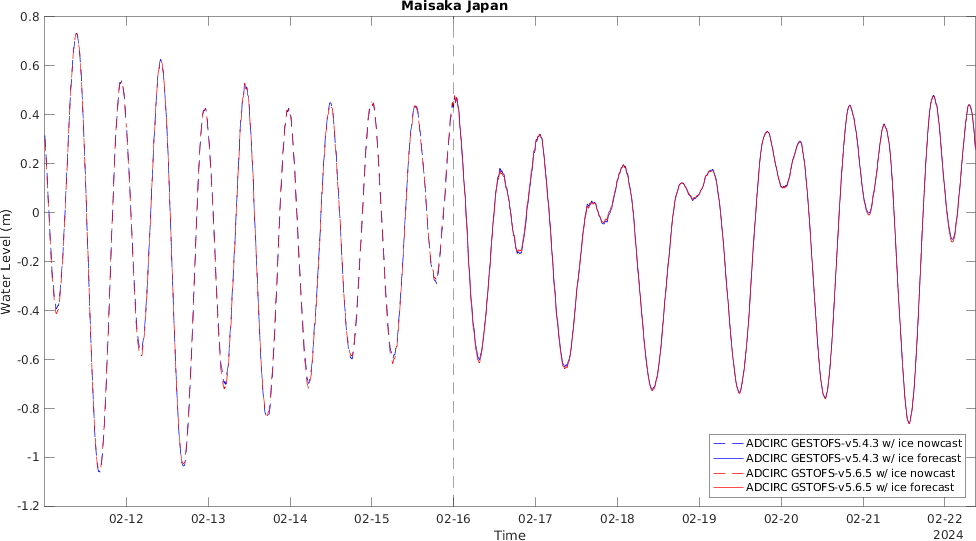 Maisaka Japan
0.8
0.6
0.4
0.2
0
-0.2
-0.4
-0.6
-0.8
-1
-1.2
Water Level (m)
ADCIRC GESTOFS-v5.4.3 w/ ice nowcast
ADCIRC GESTOFS-v5.4.3 w/ ice forecast
ADCIRC GSTOFS-v5.6.5 w/ ice nowcast
ADCIRC GSTOFS-v5.6.5 w/ ice forecast
02-12 02-13 02-14 02-15 02-16 02-17 02-18 02-19 02-20 02-21 02-22
Time
2024